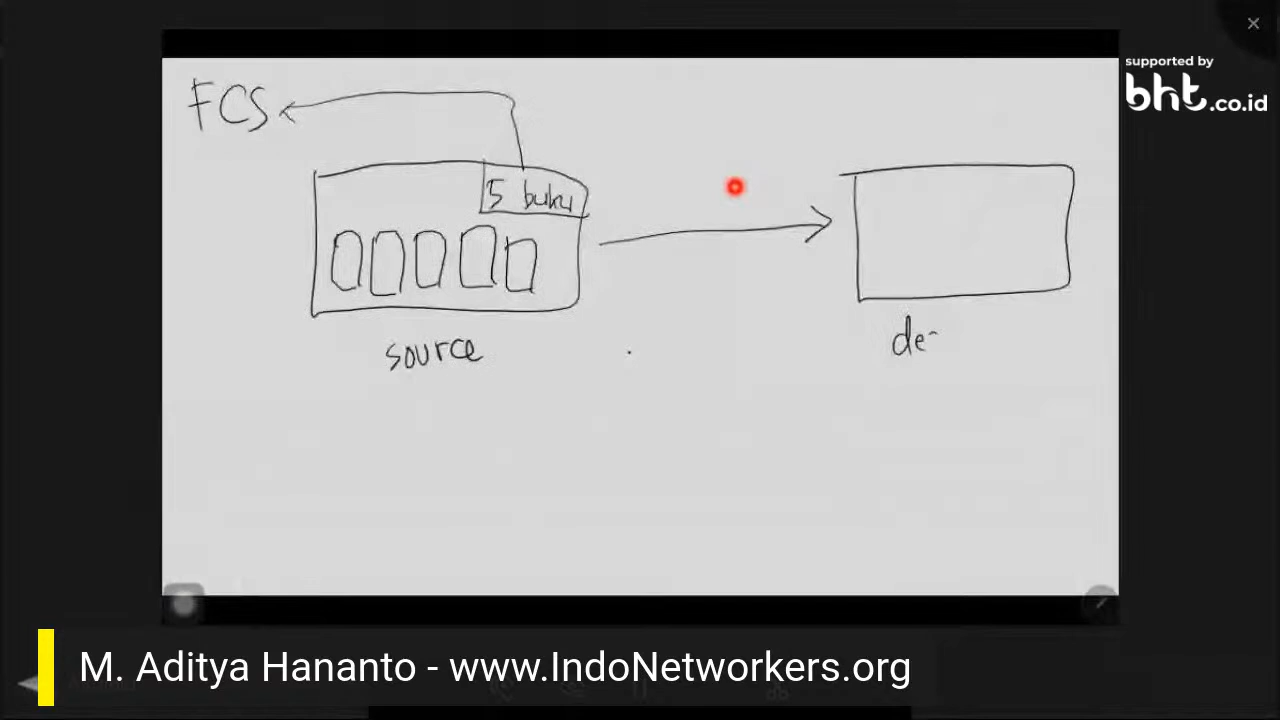 supported by
bht.co.id
FCS
5 buku
source
de
M. Aditya Hananto - www.IndoNetworkers.org